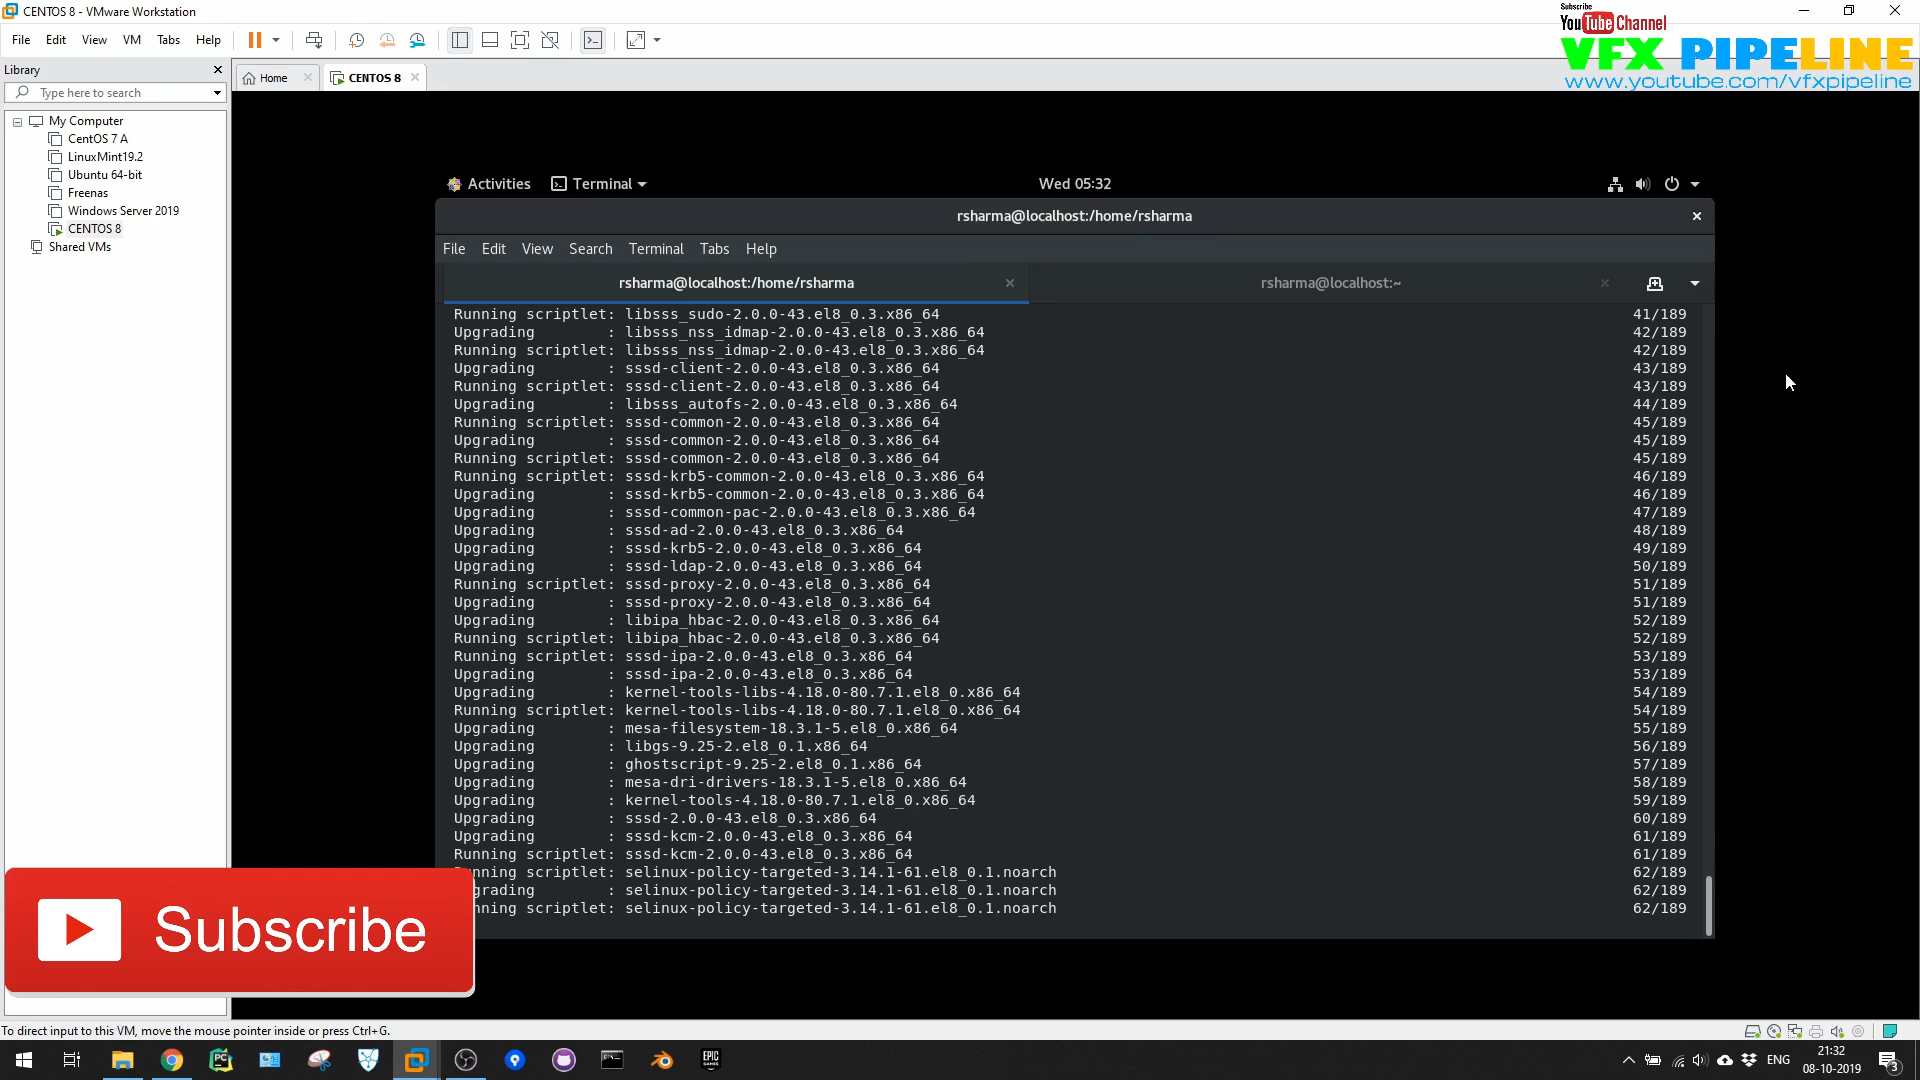 CENTOS 8 - VMware Workstation
File Edit View VM Tabs Help
Subscribe
YouTube Channel
VFX PIPELINE
www.youtube.com/vfxpipeline
Library
Type here to search
My Computer
CentOS 7 A
LinuxMint19.2
Ubuntu 64-bit
Freenas
Windows Server 2019
CENTOS 8
Shared VMs
Home
CENTOS 8
Activities Terminal Wed 05:32
rsharma@localhost:/home/rsharma
File Edit View Search Terminal Tabs Help
rsharma@localhost:/home/rsharma rsharma@localhost:~
Running scriptlet: libsss_sudo-2.0.0-43.el8_0.3.x86_64 41/189
Upgrading : libsss_nss_idmap-2.0.0-43.el8_0.3.x86_64 42/189
Running scriptlet: libsss_nss_idmap-2.0.0-43.el8_0.3.x86_64 42/189
Upgrading : sssd-client-2.0.0-43.el8_0.3.x86_64 43/189
Running scriptlet: sssd-client-2.0.0-43.el8_0.3.x86_64 43/189
Upgrading : libsss_autofs-2.0.0-43.el8_0.3.x86_64 44/189
Running scriptlet: sssd-common-2.0.0-43.el8_0.3.x86_64 45/189
Upgrading : sssd-common-2.0.0-43.el8_0.3.x86_64 45/189
Running scriptlet: sssd-common-2.0.0-43.el8_0.3.x86_64 45/189
Running scriptlet: sssd-krb5-common-2.0.0-43.el8_0.3.x86_64 46/189
Upgrading : sssd-krb5-common-2.0.0-43.el8_0.3.x86_64 46/189
Upgrading : sssd-common-pac-2.0.0-43.el8_0.3.x86_64 47/189
Upgrading : sssd-ad-2.0.0-43.el8_0.3.x86_64 48/189
Upgrading : sssd-krb5-2.0.0-43.el8_0.3.x86_64 49/189
Upgrading : sssd-ldap-2.0.0-43.el8_0.3.x86_64 50/189
Running scriptlet: sssd-proxy-2.0.0-43.el8_0.3.x86_64 51/189
Upgrading : sssd-proxy-2.0.0-43.el8_0.3.x86_64 51/189
Upgrading : libipa_hbac-2.0.0-43.el8_0.3.x86_64 52/189
Running scriptlet: libipa_hbac-2.0.0-43.el8_0.3.x86_64 52/189
Running scriptlet: sssd-ipa-2.0.0-43.el8_0.3.x86_64 53/189
Upgrading : sssd-ipa-2.0.0-43.el8_0.3.x86_64 53/189
Upgrading : kernel-tools-libs-4.18.0-80.7.1.el8_0.x86_64 54/189
Running scriptlet: kernel-tools-libs-4.18.0-80.7.1.el8_0.x86_64 54/189
Upgrading : mesa-filesystem-18.3.1-5.el8_0.x86_64 55/189
Upgrading : libgs-9.25-2.el8_0.1.x86_64 56/189
Upgrading : ghostscript-9.25-2.el8_0.1.x86_64 57/189
Upgrading : mesa-dri-drivers-18.3.1-5.el8_0.x86_64 58/189
Upgrading : kernel-tools-4.18.0-80.7.1.el8_0.x86_64 59/189
Upgrading : sssd-2.0.0-43.el8_0.3.x86_64 60/189
Upgrading : sssd-kcm-2.0.0-43.el8_0.3.x86_64 61/189
Running scriptlet: sssd-kcm-2.0.0-43.el8_0.3.x86_64 61/189
nning scriptlet: selinux-policy-targeted-3.14.1-61.el8_0.1.noarch 62/189
grading : selinux-policy-targeted-3.14.1-61.el8_0.1.noarch 62/189
nning scriptlet: selinux-policy-targeted-3.14.1-61.el8_0.1.noarch 62/189
Subscribe
To direct input to this VM, move the mouse pointer inside or press Ctrl+G.
PC
EPIC
GAMES
ENG
21:32
08-10-2019
3